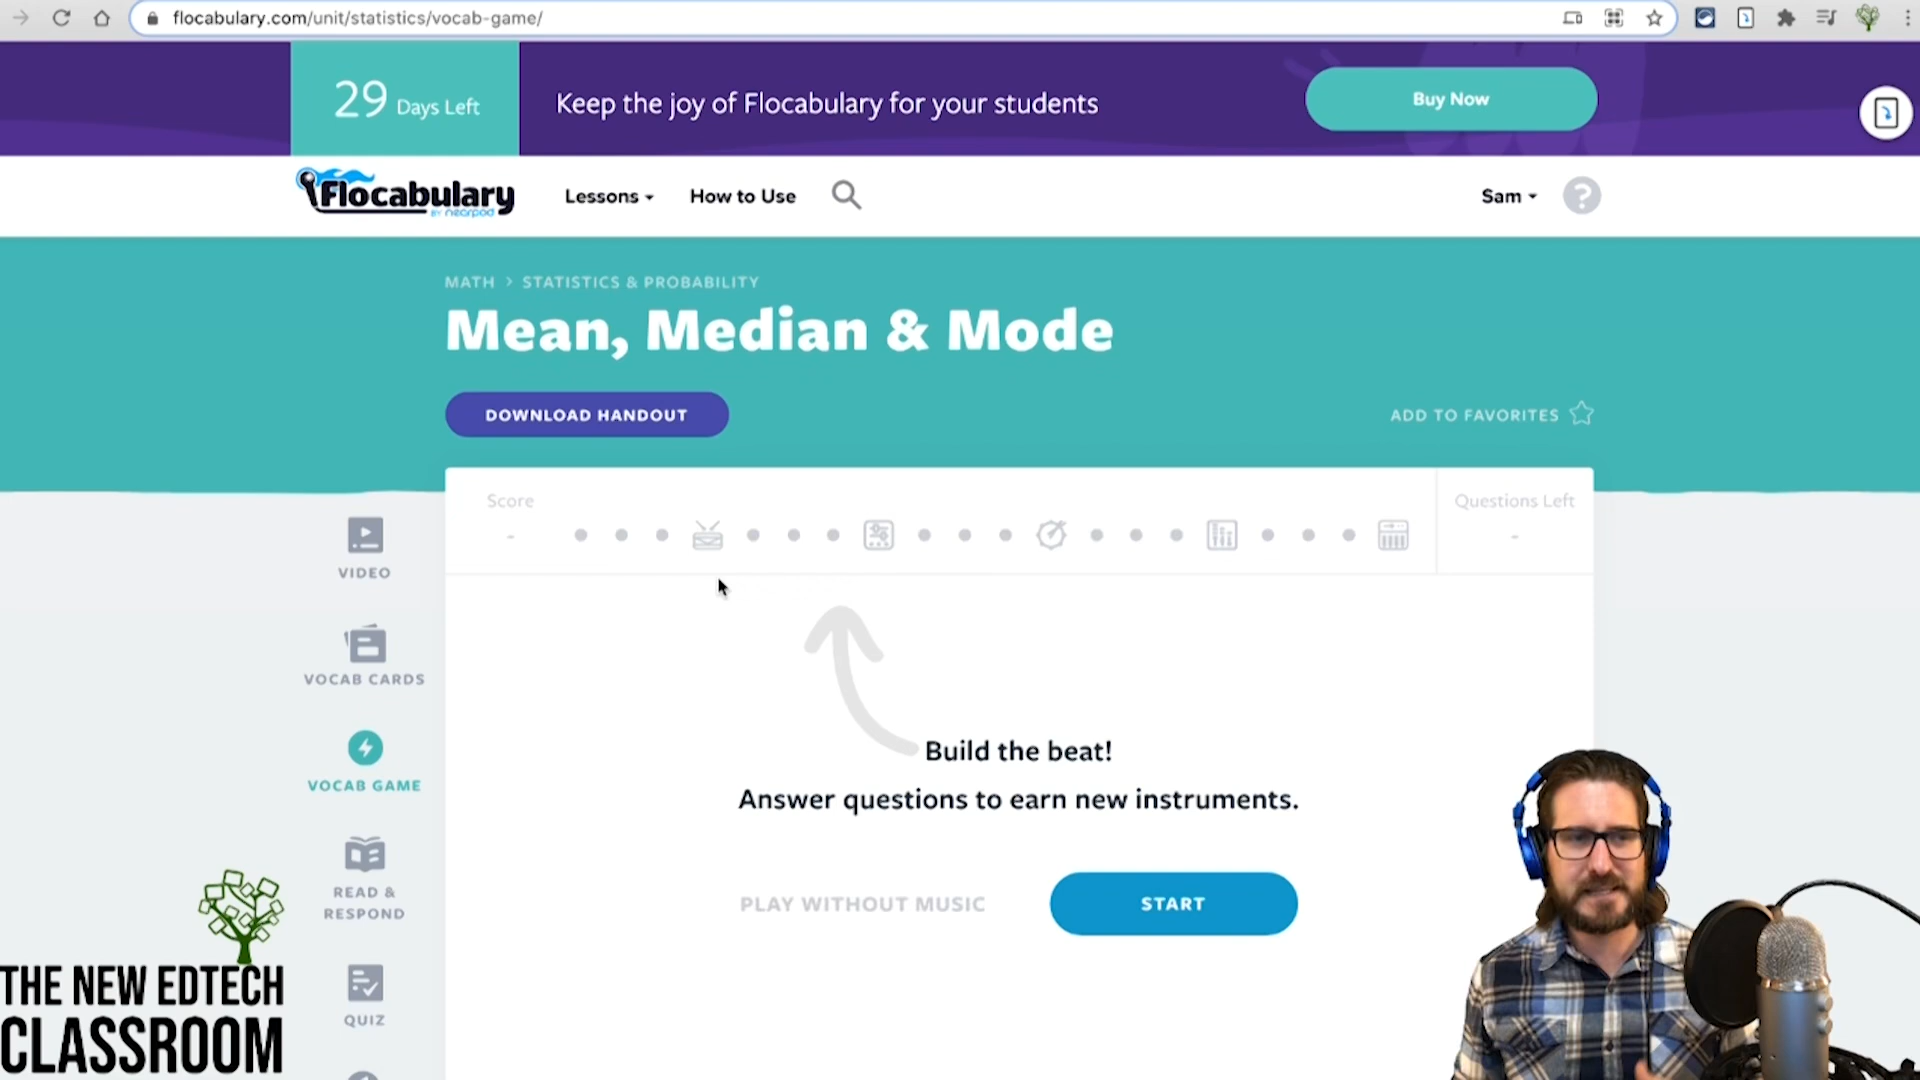 flocabulary.com/unit/statistics/vocab-game/
29 Days Left
Keep the joy of Flocabulary for your students
Buy Now
Flocabulary
BY nearpod
Lessons
How to Use
Sam
?
MATH > STATISTICS & PROBABILITY
Mean, Median & Mode
DOWNLOAD HANDOUT
ADD TO FAVORITES
Score
-
Questions Left
-
VIDEO
VOCAB CARDS
VOCAB GAME
READ &
RESPOND
QUIZ
Build the beat!
Answer questions to earn new instruments.
PLAY WITHOUT MUSIC
START
THE NEW EDTECH
CLASSROOM